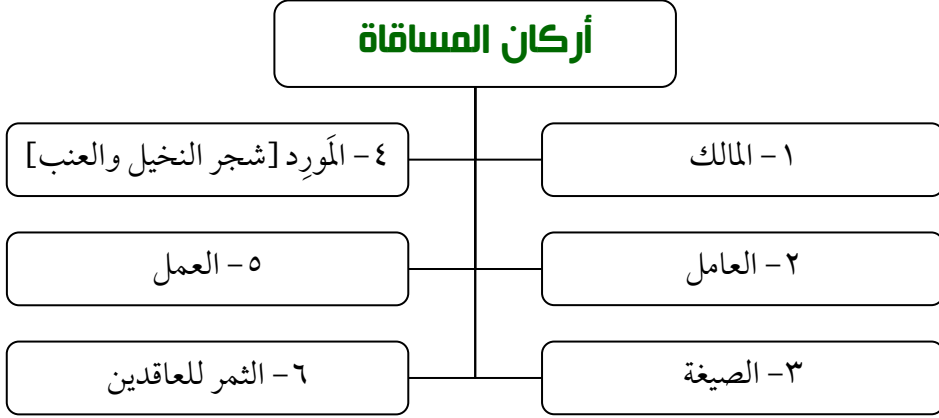 أركان المساقاة
١- المالك
٢- العامل
٣- الصيغة
٤- المَورِد [شجر النخيل والعنب]
٥- العمل
٦- الثمر للعاقدين